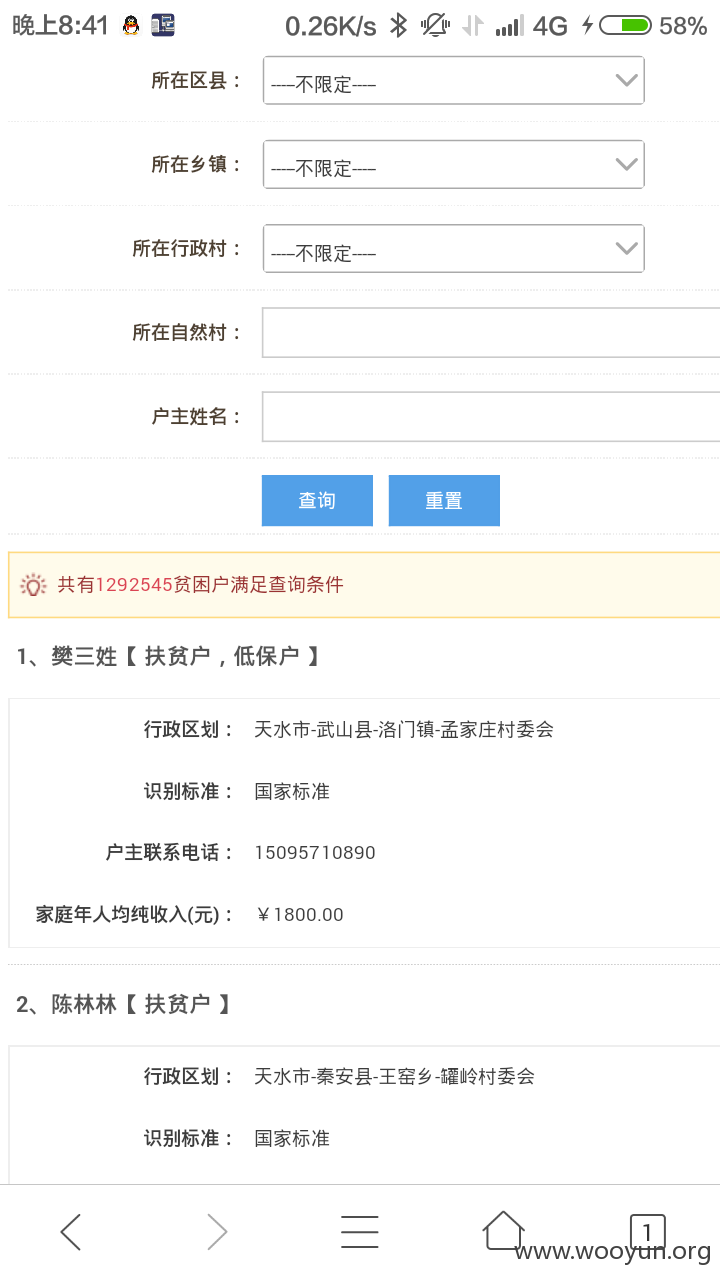 晚上8:41 0.26K/s 4G 58%
所在区县： ----不限定----
所在乡镇： ----不限定----
所在行政村： ----不限定----
所在自然村：
户主姓名：
查询 重置
共有1292545贫困户满足查询条件
1、樊三姓【 扶贫户 , 低保户 】
行政区划： 天水市-武山县-洛门镇-孟家庄村委会
识别标准： 国家标准
户主联系电话： 15095710890
家庭年人均纯收入(元)： ￥1800.00
2、陈林林【 扶贫户 】
行政区划： 天水市-秦安县-王窑乡-罐岭村委会
识别标准： 国家标准
1
www.wooyun.org